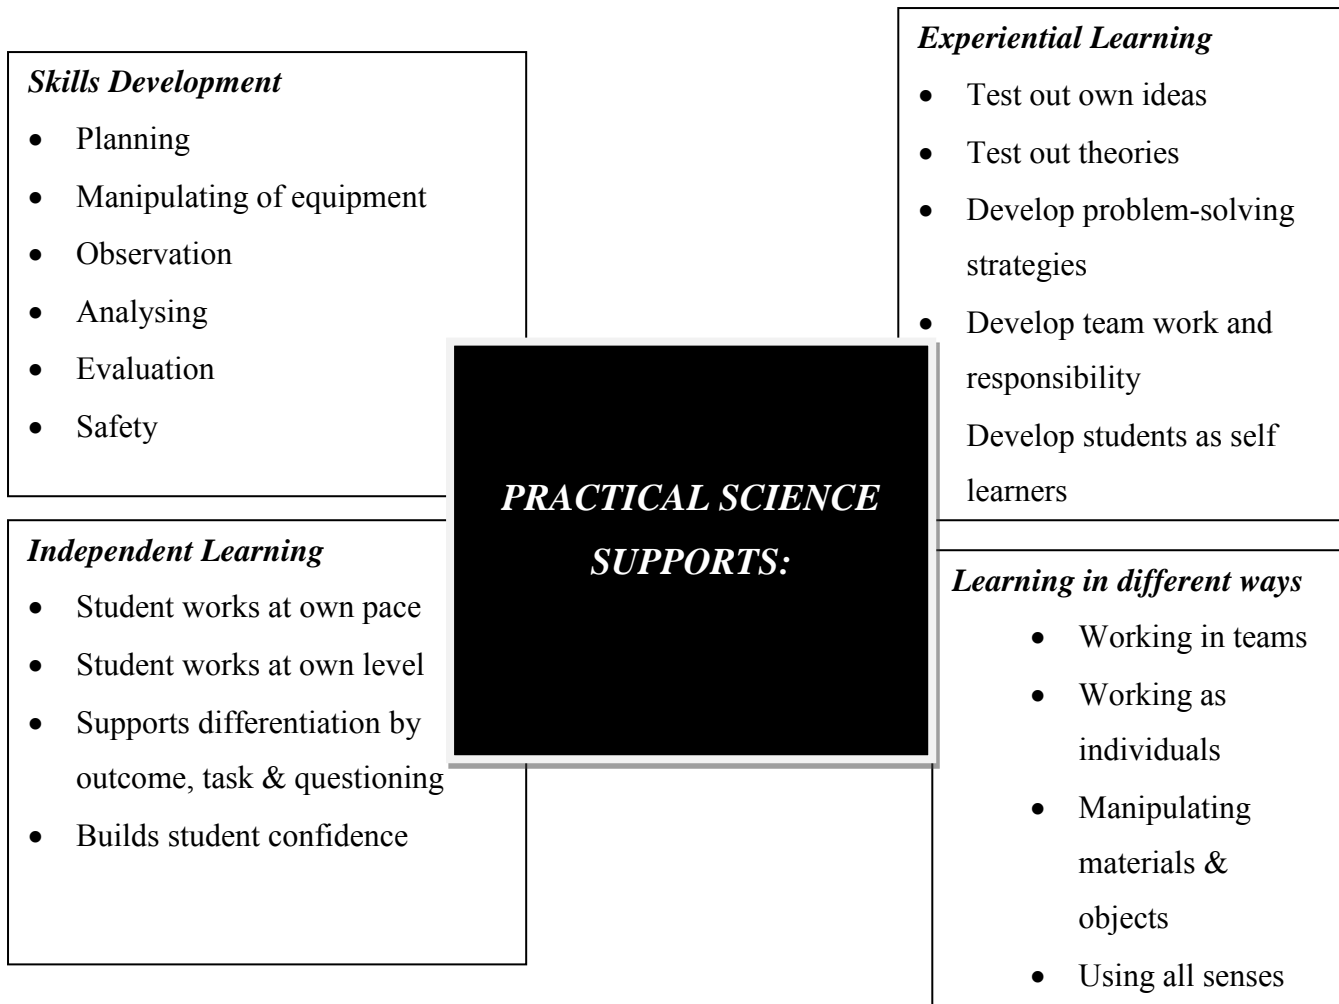 Skills Development
• Planning
• Manipulating of equipment
• Observation
• Analysing
• Evaluation
• Safety
Experiential Learning
• Test out own ideas
• Test out theories
• Develop problem-solving
strategies
• Develop team work and
responsibility
Develop students as self
learners
PRACTICAL SCIENCE
SUPPORTS:
Independent Learning
• Student works at own pace
• Student works at own level
• Supports differentiation by
outcome, task & questioning
• Builds student confidence
Learning in different ways
• Working in teams
• Working as
individuals
• Manipulating
materials &
objects
• Using all senses